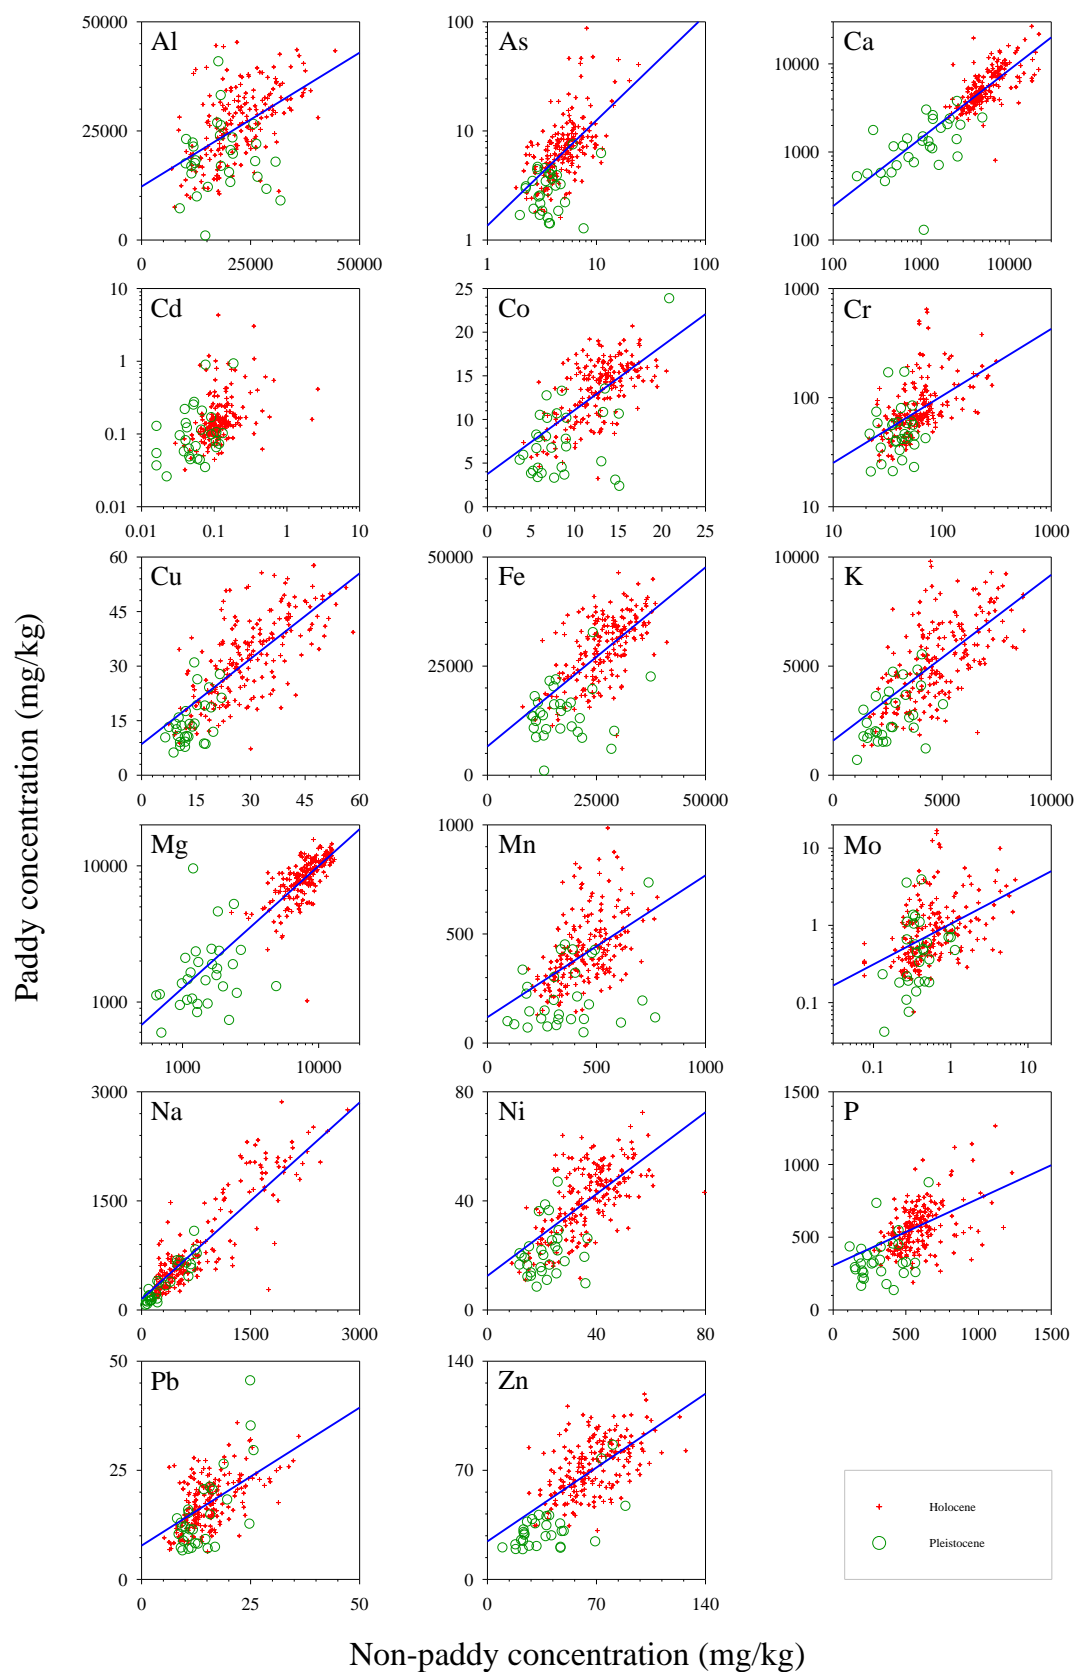 Paddy concentration (mg/kg)
Al
50000
25000
0
0 25000 50000
As
100
10
1
1 10 100
Ca
10000
1000
100
100 1000 10000
Cd
10
1
0.1
0.01
0.01 0.1 1 10
Co
25
20
15
10
5
0
0 5 10 15 20 25
Cr
1000
100
10
10 100 1000
Cu
60
45
30
15
0
0 15 30 45 60
Fe
50000
25000
0
0 25000 50000
K
10000
5000
0
0 5000 10000
Mg
10000
1000
1000 10000
Mn
1000
500
0
0 500 1000
Mo
10
1
0.1
0.1 1 10
Na
3000
1500
0
0 1500 3000
Ni
80
40
0
0 40 80
P
1500
1000
500
0
0 500 1000 1500
Pb
50
25
0
0 25 50
Zn
140
70
0
0 70 140
Holocene
Pleistocene
Non-paddy concentration (mg/kg)